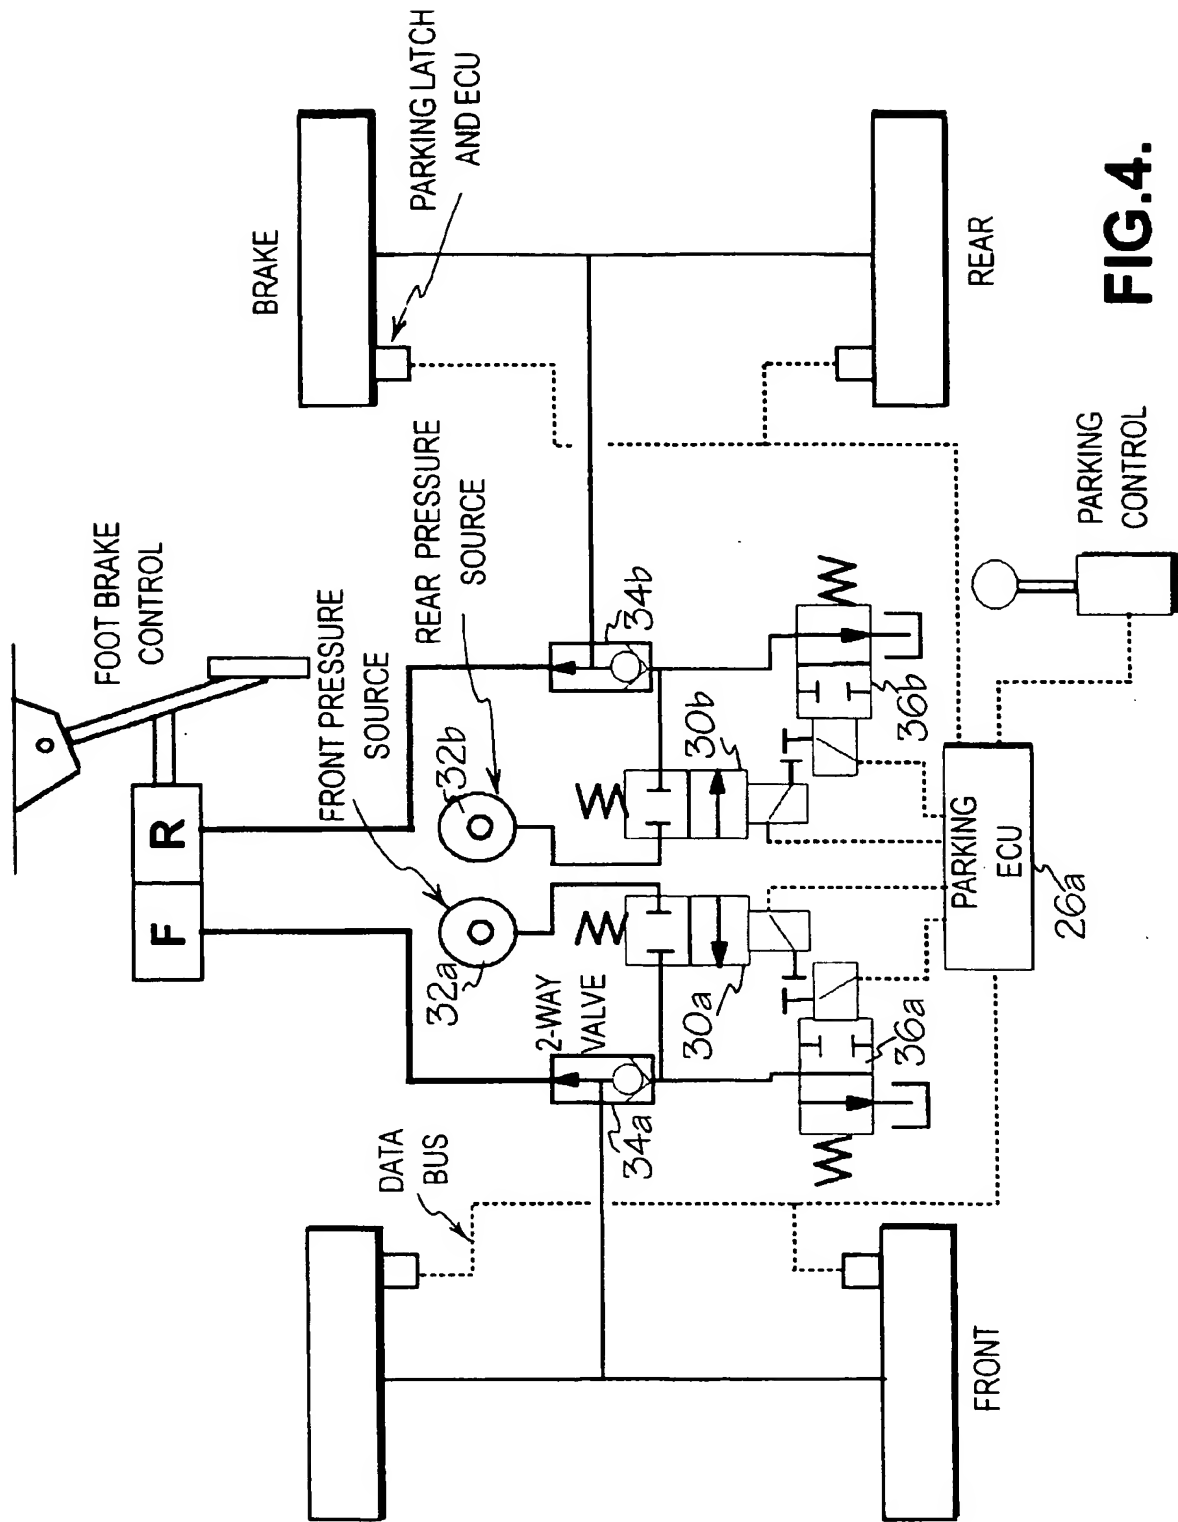 FOOT BRAKE
CONTROL
F
R
FRONT PRESSURE
SOURCE
REAR PRESSURE
SOURCE
BRAKE
PARKING LATCH
AND ECU
DATA
BUS
2-WAY
VALVE
32a
32b
34a
34b
30a
30b
36a
36b
PARKING
ECU
26a
PARKING
CONTROL
FRONT
REAR
FIG.4.